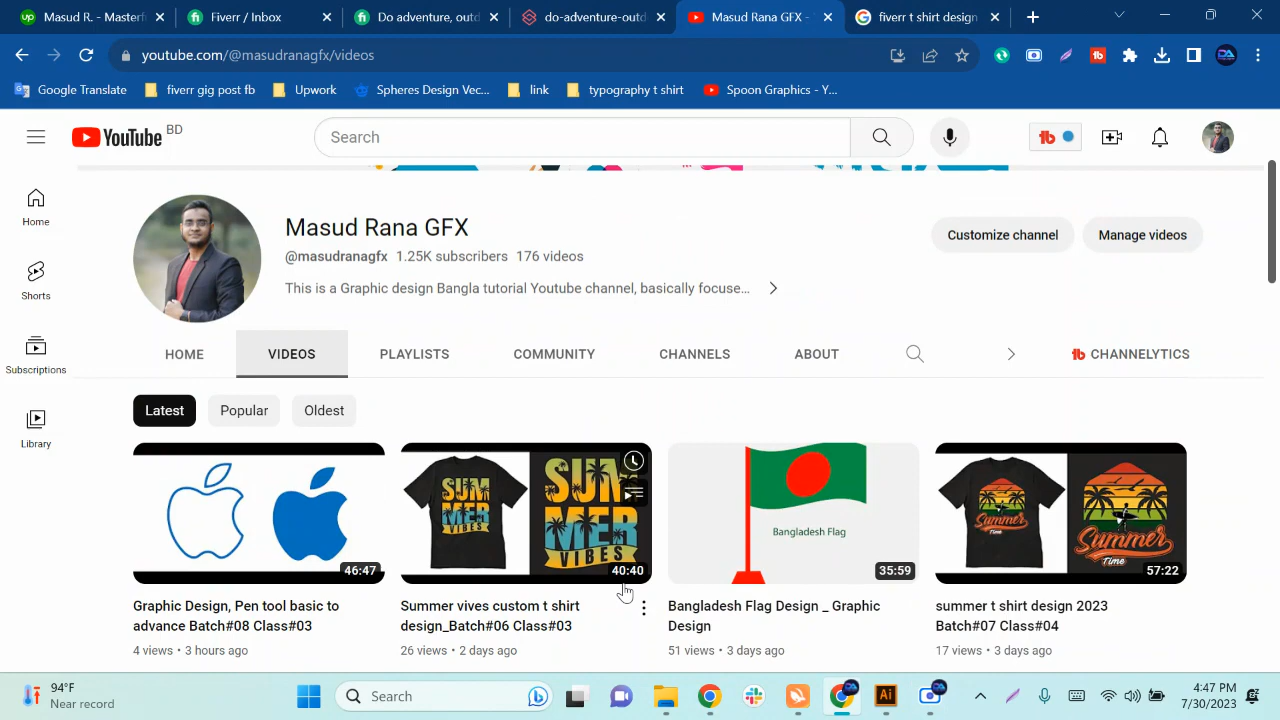 Masud R. - Masterf
Fiverr / Inbox
Do adventure, outd
do-adventure-outd
Masud Rana GFX -
fiverr t shirt design
youtube.com/@masudranagfx/videos
Google Translate
fiverr gig post fb
Upwork
Spheres Design Vec...
link
typography t shirt
Spoon Graphics - Y...
YouTube BD
Search
Home
Shorts
Subscriptions
Library
Masud Rana GFX
@masudranagfx 1.25K subscribers 176 videos
This is a Graphic design Bangla tutorial Youtube channel, basically focuse...
Customize channel
Manage videos
HOME
VIDEOS
PLAYLISTS
COMMUNITY
CHANNELS
ABOUT
CHANNELYTICS
Latest
Popular
Oldest
46:47
Graphic Design, Pen tool basic to
advance Batch#08 Class#03
4 views • 3 hours ago
SUM
MER
VIBES
SUM
MER
VIBES
40:40
Summer vives custom t shirt
design_Batch#06 Class#03
26 views • 2 days ago
Bangladesh Flag
35:59
Bangladesh Flag Design _ Graphic
Design
51 views • 3 days ago
Summer
Time
Summer
Time
57:22
summer t shirt design 2023
Batch#07 Class#04
17 views • 3 days ago
94°F
Near record
Search
4:47 PM
7/30/2023